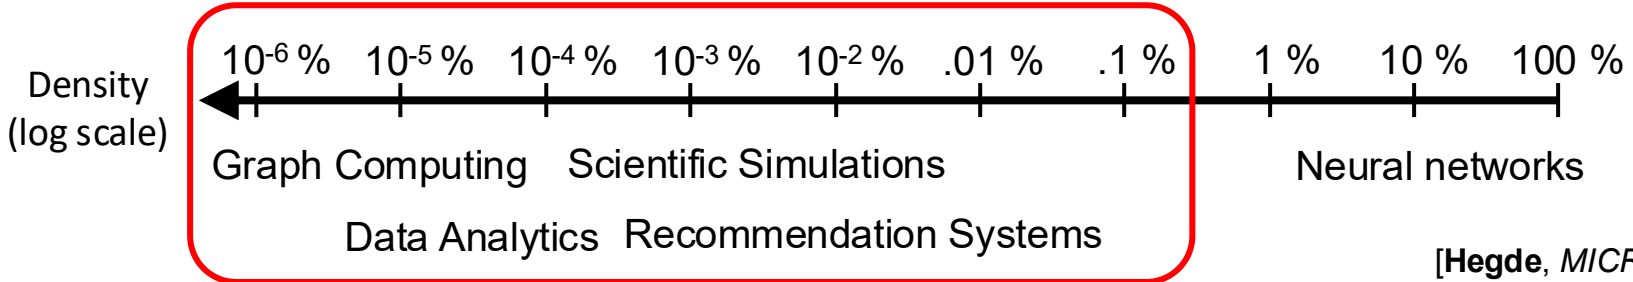 Density
(log scale)
10-6 % 10-5 % 10-4 % 10-3 % 10-2 % .01 % .1 % 1 % 10 % 100 %
Graph Computing Scientific Simulations Neural networks
Data Analytics Recommendation Systems
[Hegde,